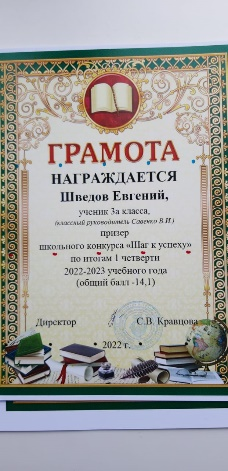 ГРАМОТА
НАГРАЖДАЕТСЯ
Шведов Евгений,
ученик 3а класса,
(классный руководитель Савенко В.И.)
призер
школьного конкурса «Шаг к успеху»
по итогам 1 четверти
2022-2023 учебного года
(общий балл -14,1)
Директор С.В. Кравцова
2022 г.